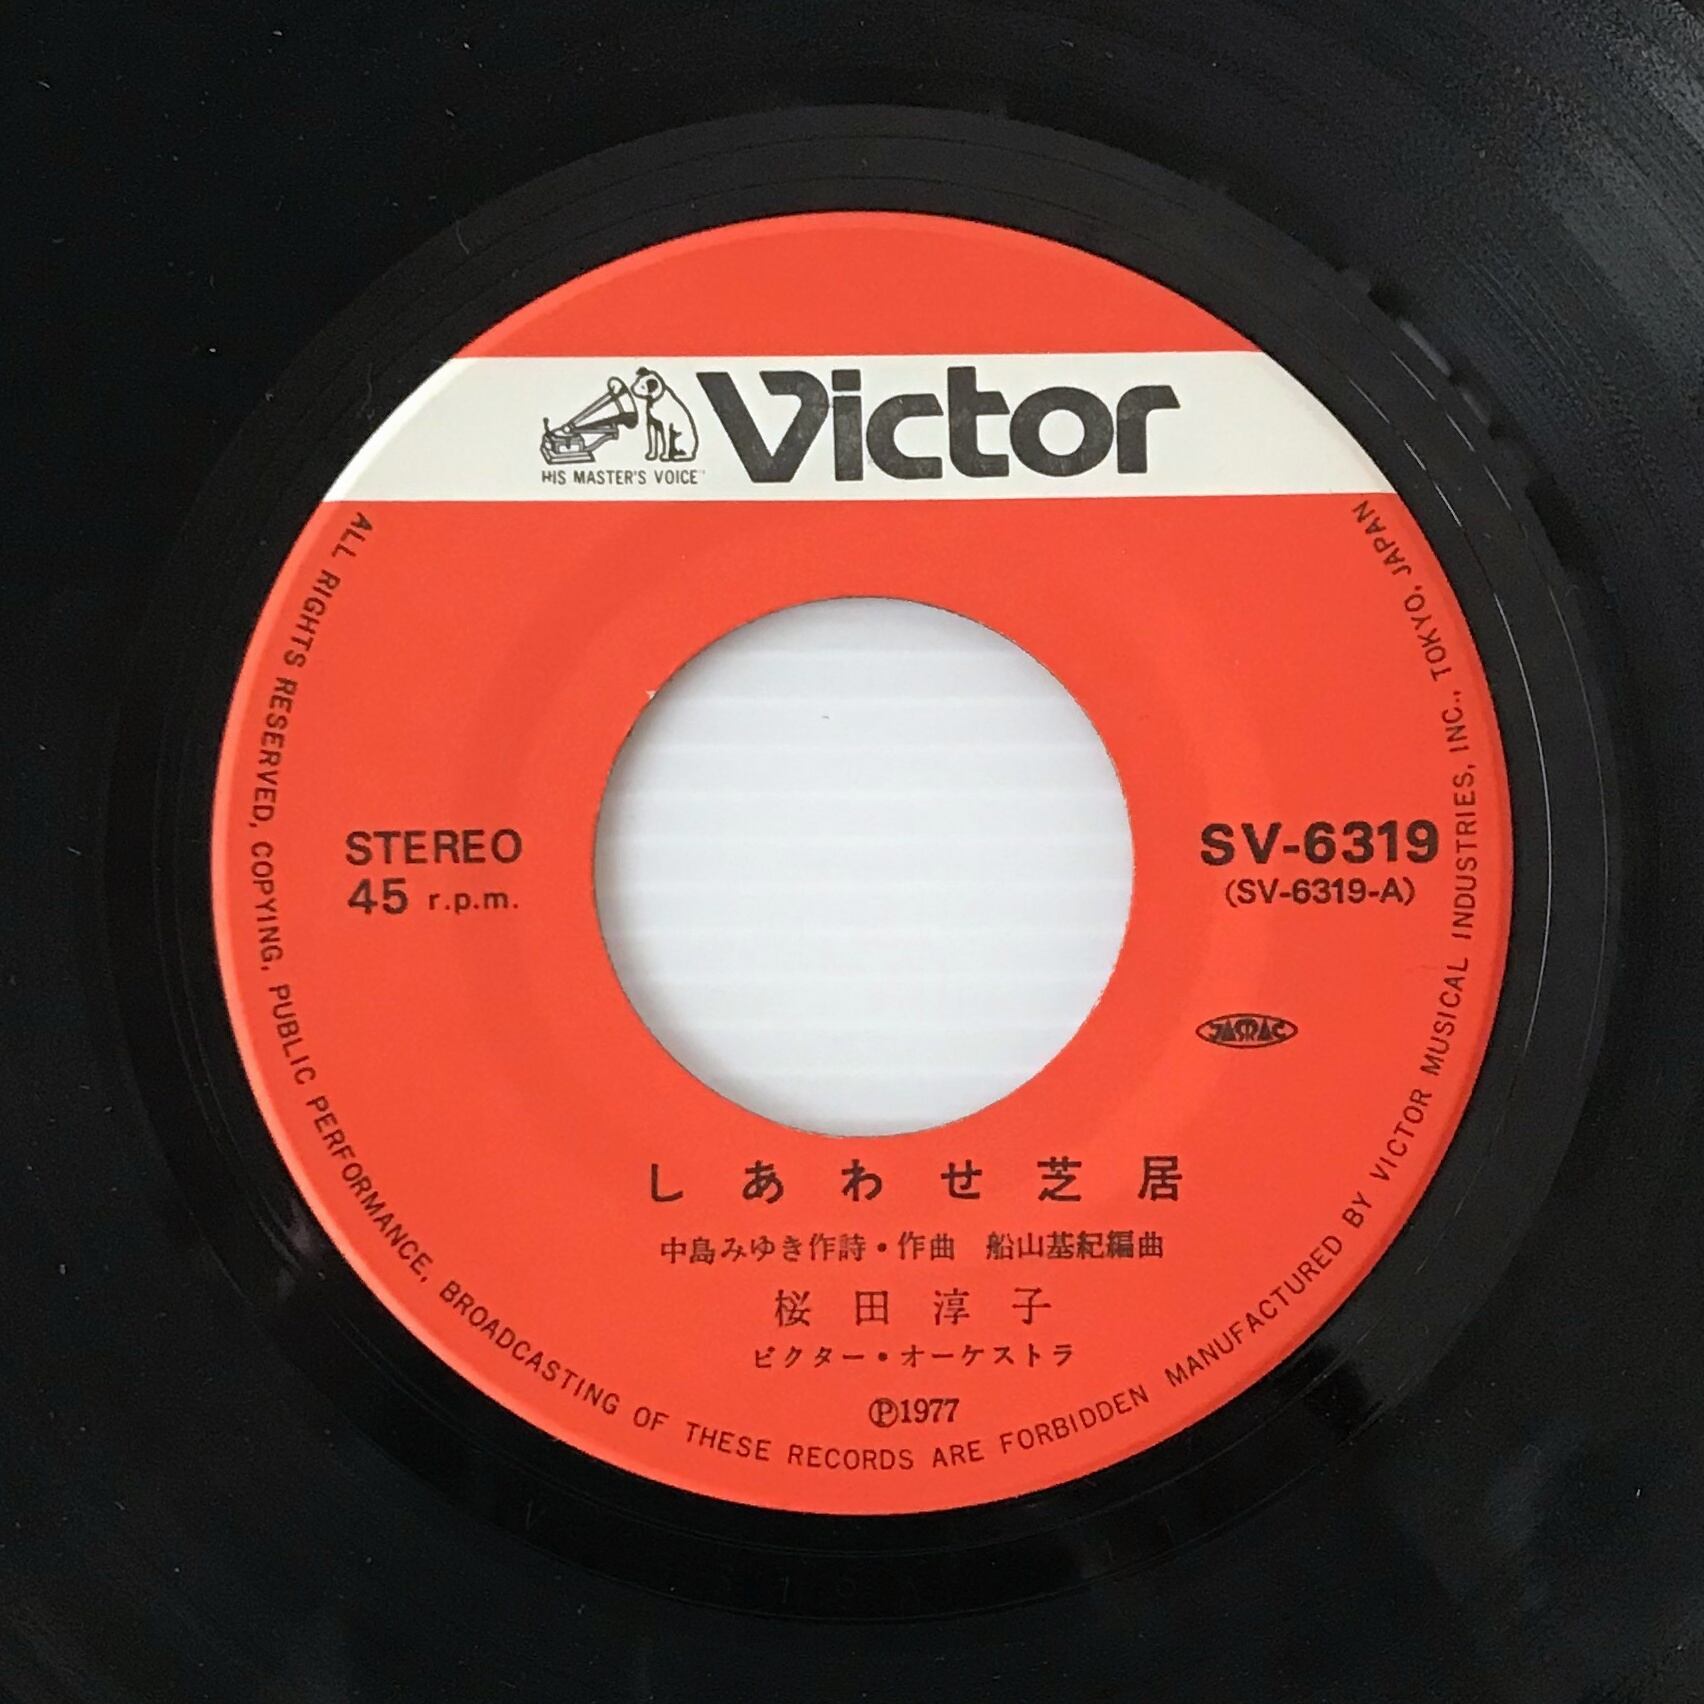 Victor
HIS MASTER'S VOICE
STEREO
45 r.p.m.
SV-6319
(SV-6319-A)
JASRAC
しあわせ芝居
中島みゆき作詩・作曲 船山基紀編曲
桜田淳子
ビクター・オーケストラ
Ⓟ1977
ALL RIGHTS RESERVED, COPYING, PUBLIC PERFORMANCE, BROADCASTING OF THESE RECORDS ARE FORBIDDEN MANUFACTURED BY VICTOR MUSICAL INDUSTRIES, INC., TOKYO, JAPAN